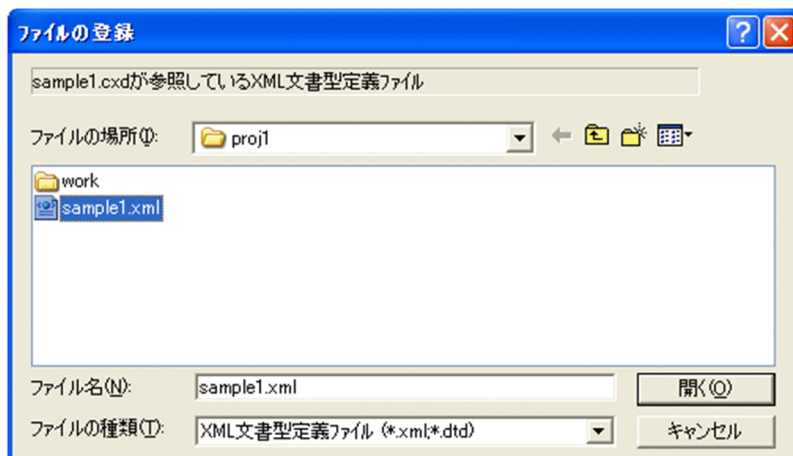 ファイルの登録
sample1.cxdが参照しているXML文書型定義ファイル
ファイルの場所(I): proj1
work
sample1.xml
ファイル名(N): sample1.xml 開く(O)
ファイルの種類(T): XML文書型定義ファイル (*.xml;*.dtd) キャンセル